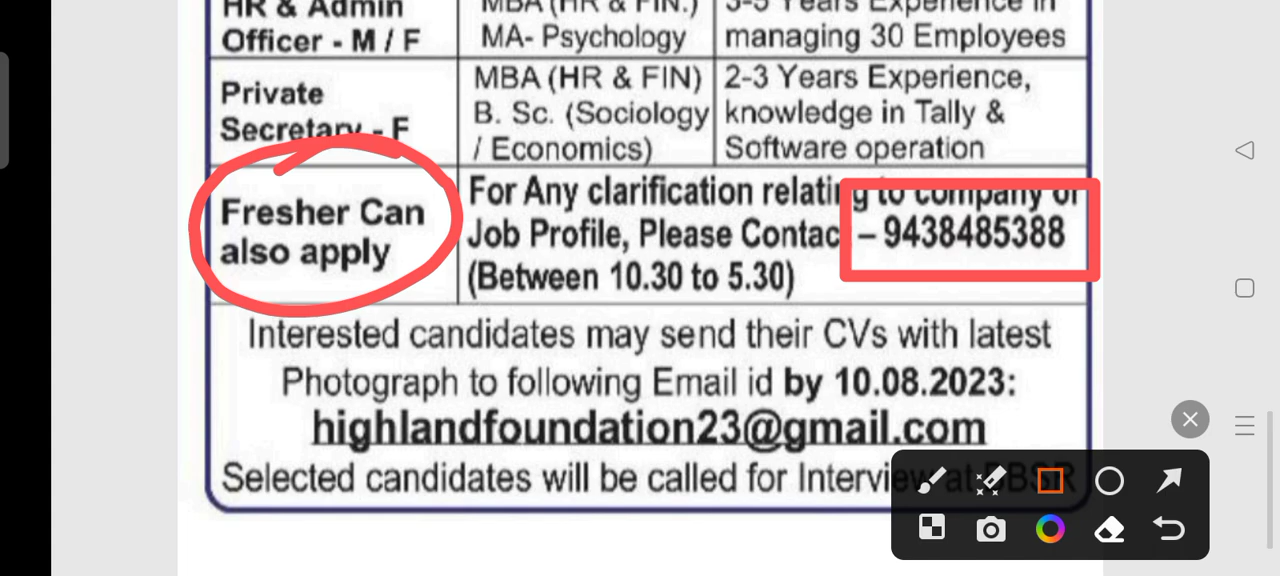 HR & Admin
Officer - M / F
MBA (HR & FIN.)
MA- Psychology
3-5 Years Experience in
managing 30 Employees
Private
Secretary - F
MBA (HR & FIN)
B. Sc. (Sociology
/ Economics)
2-3 Years Experience,
knowledge in Tally &
Software operation
Fresher Can
also apply
For Any clarification relating to company or
Job Profile, Please Contact – 9438485388
(Between 10.30 to 5.30)
Interested candidates may send their CVs with latest
Photograph to following Email id by 10.08.2023:
highlandfoundation23@gmail.com
Selected candidates will be called for Interview at BBSR